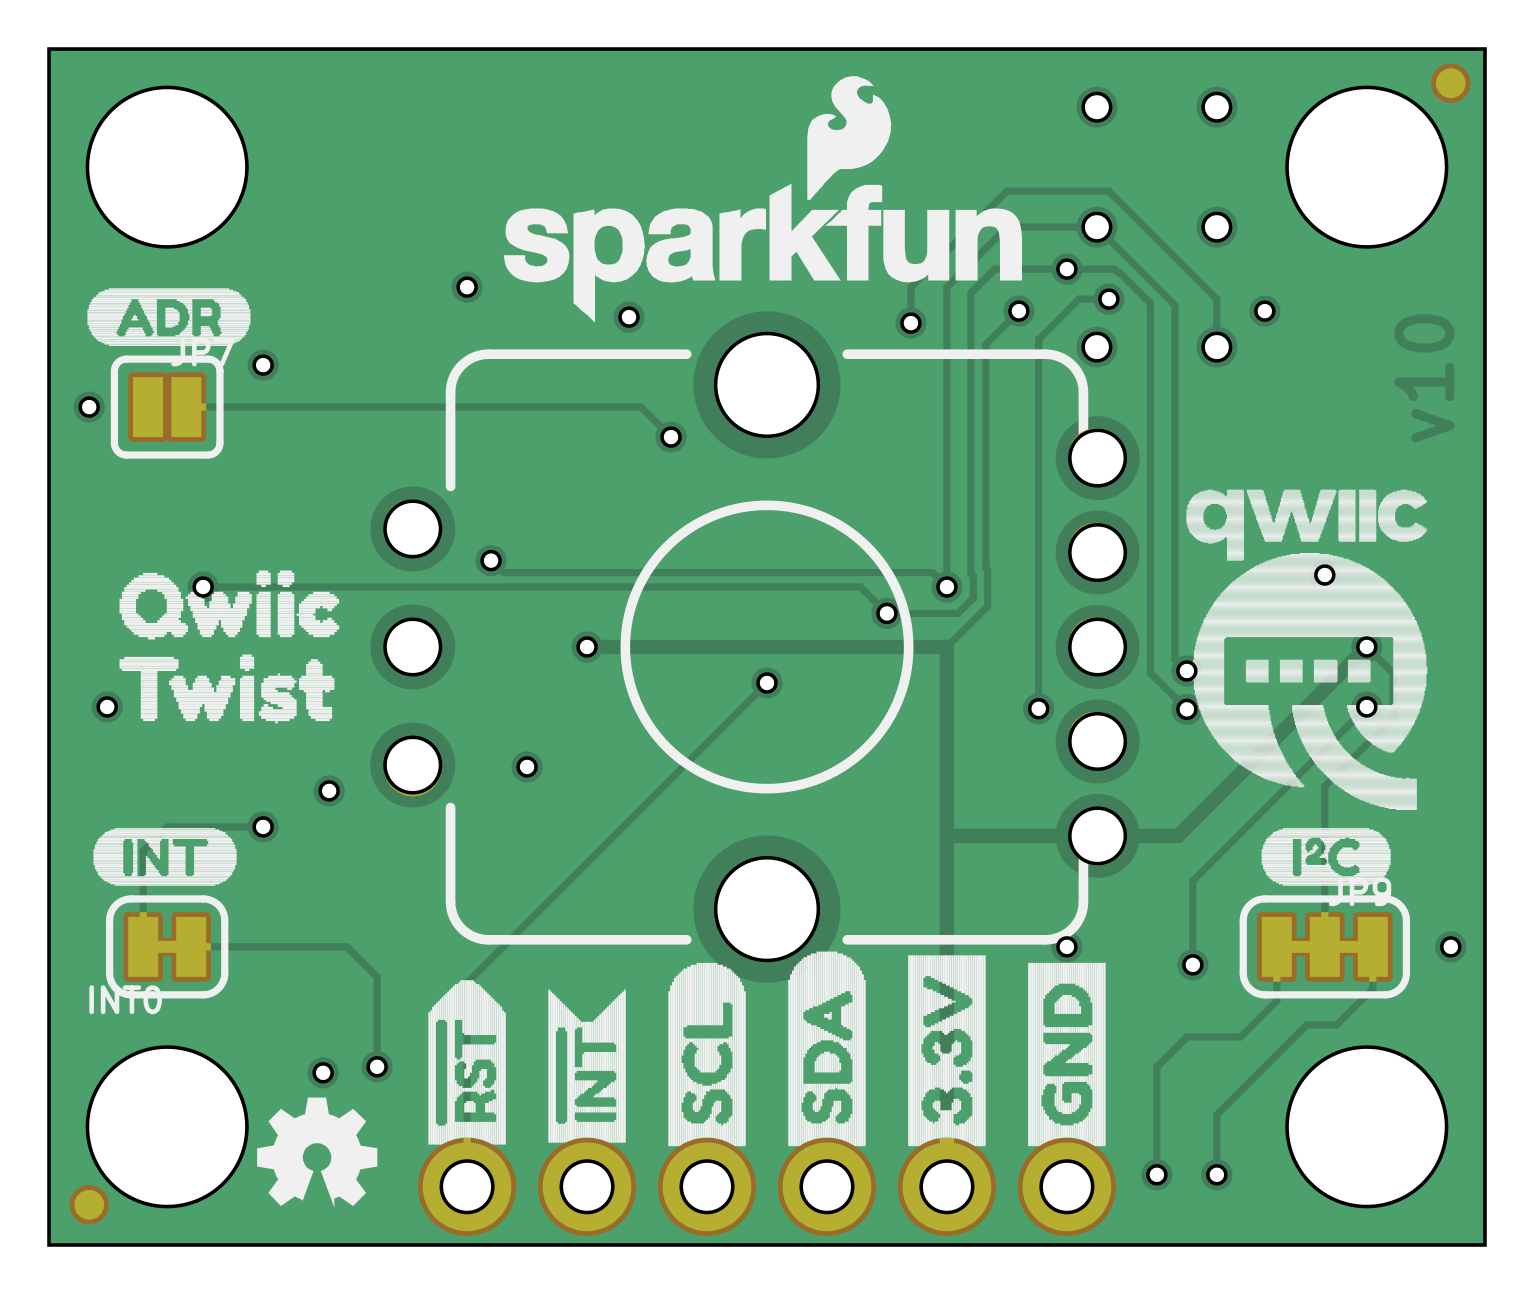 sparkfun
ADR
JP7
v10
qwiic
Qwiic
Twist
INT
INT0
I²C
JP9
RST
INT
SCL
SDA
3.3V
GND